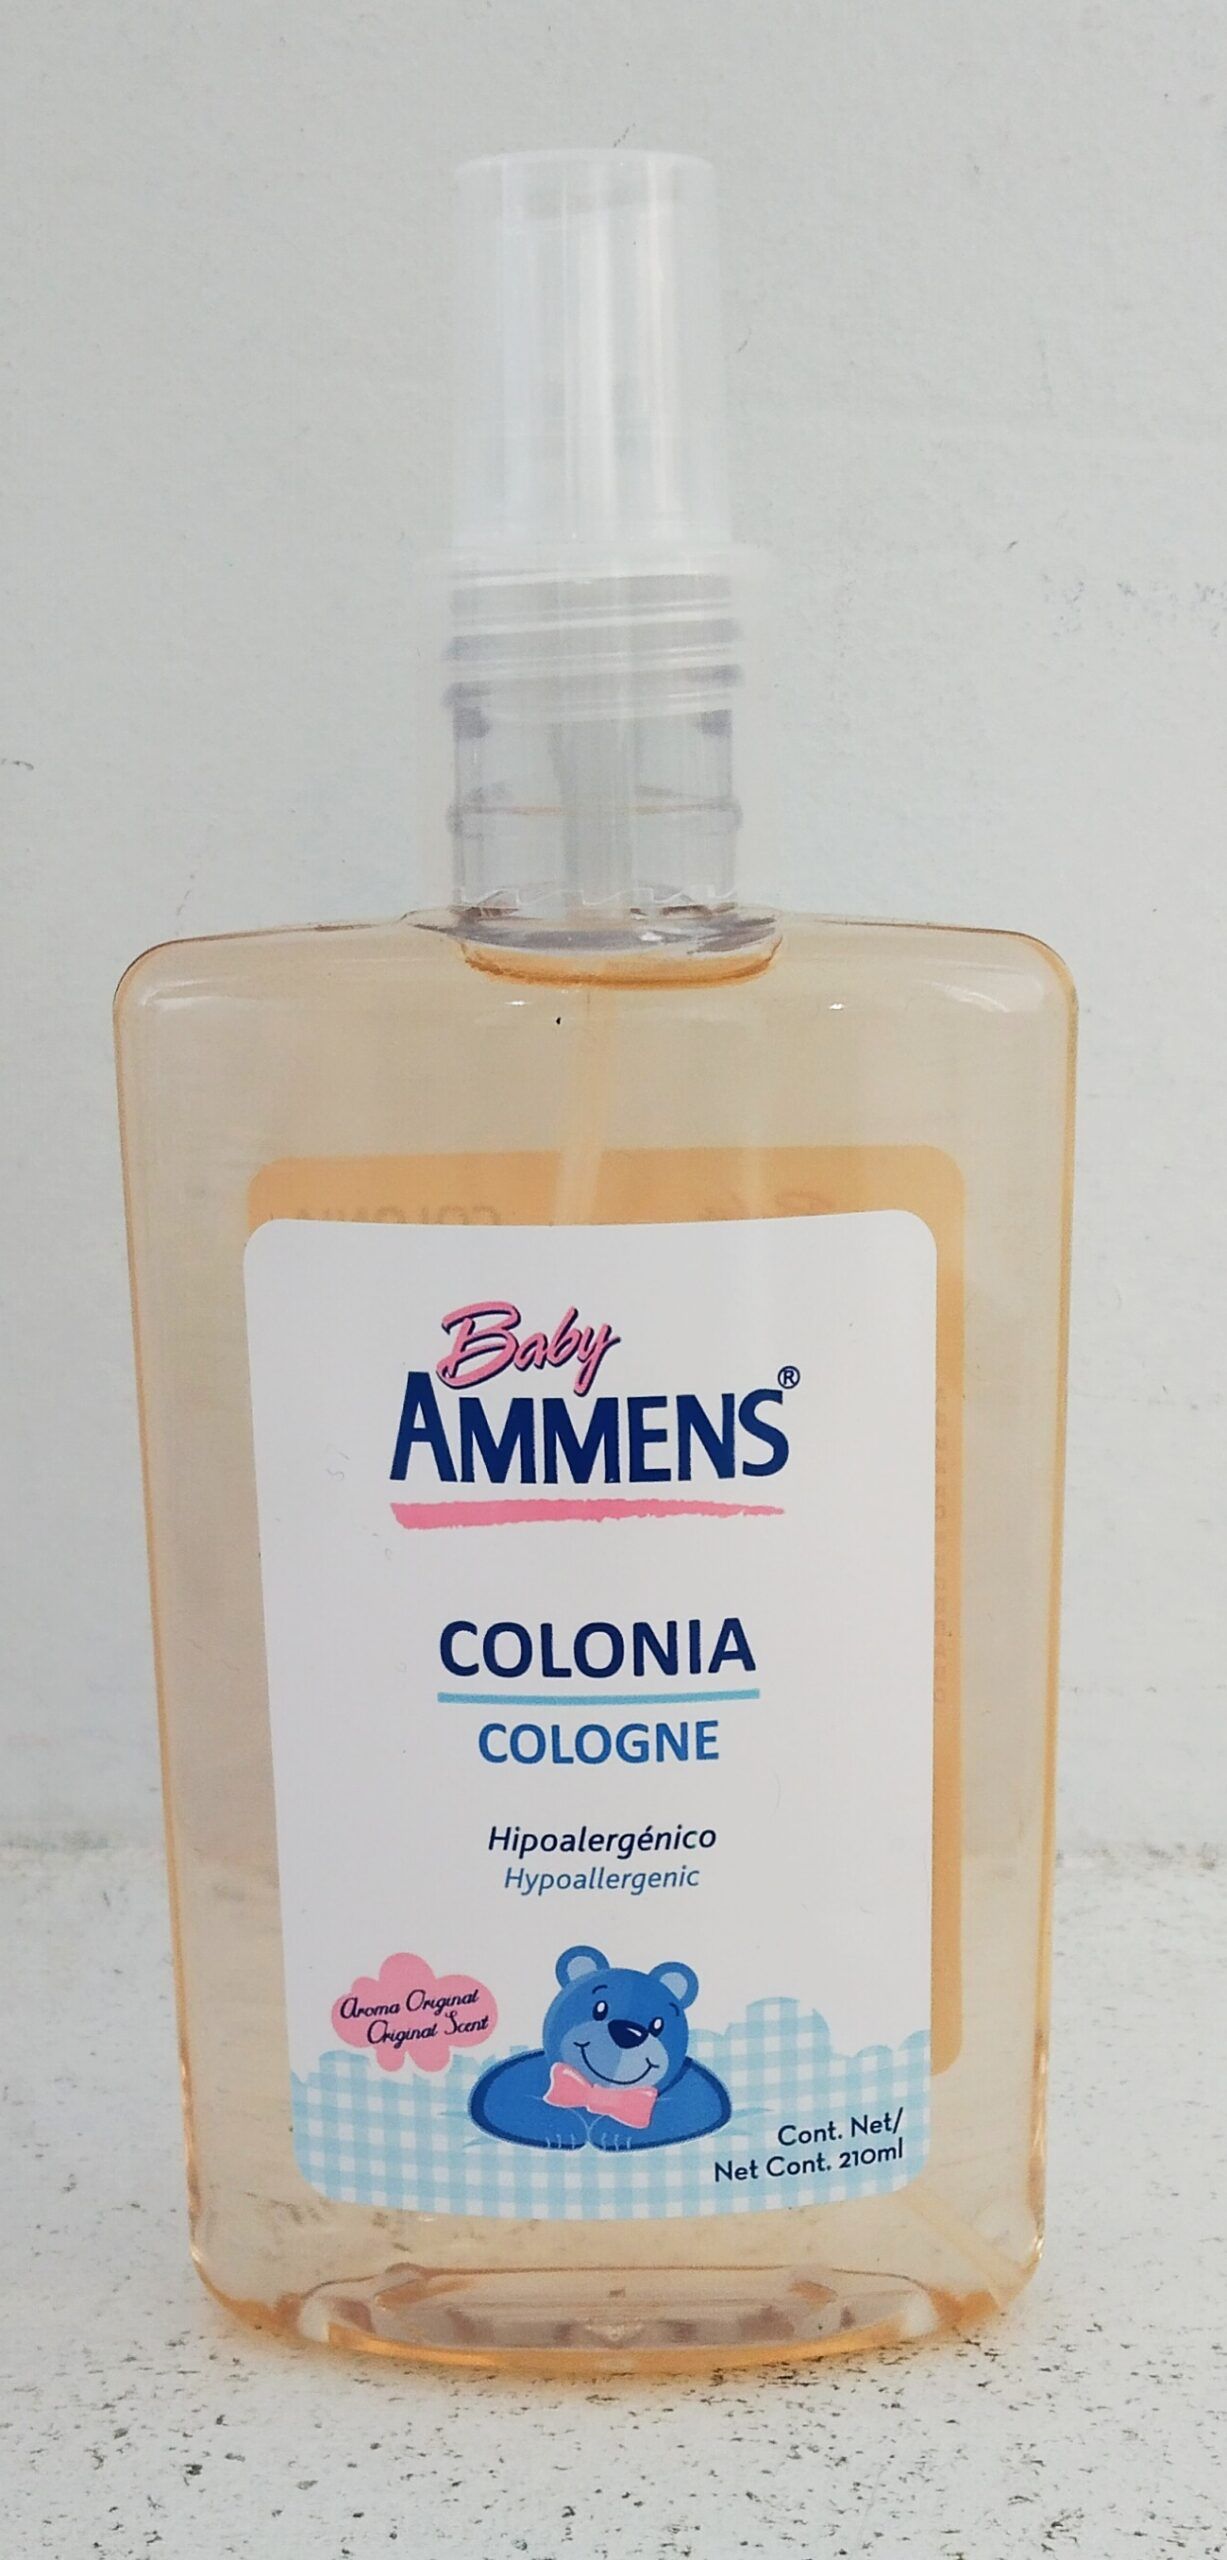 Baby
AMMENS®
COLONIA
COLOGNE
Hipoalergénico
Hypoallergenic
Aroma Original
Original Scent
Cont. Net/
Net Cont. 210ml